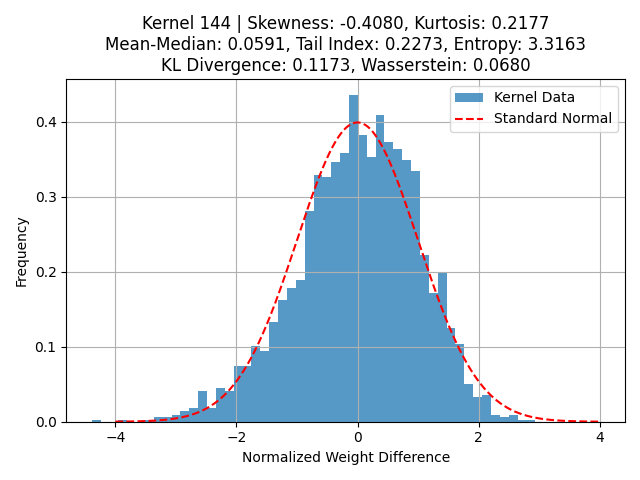 Kernel 144 | Skewness: -0.4080, Kurtosis: 0.2177
Mean-Median: 0.0591, Tail Index: 0.2273, Entropy: 3.3163
KL Divergence: 0.1173, Wasserstein: 0.0680
Kernel Data
Standard Normal
Frequency
0.4
0.3
0.2
0.1
0.0
−4
−2
0
2
4
Normalized Weight Difference